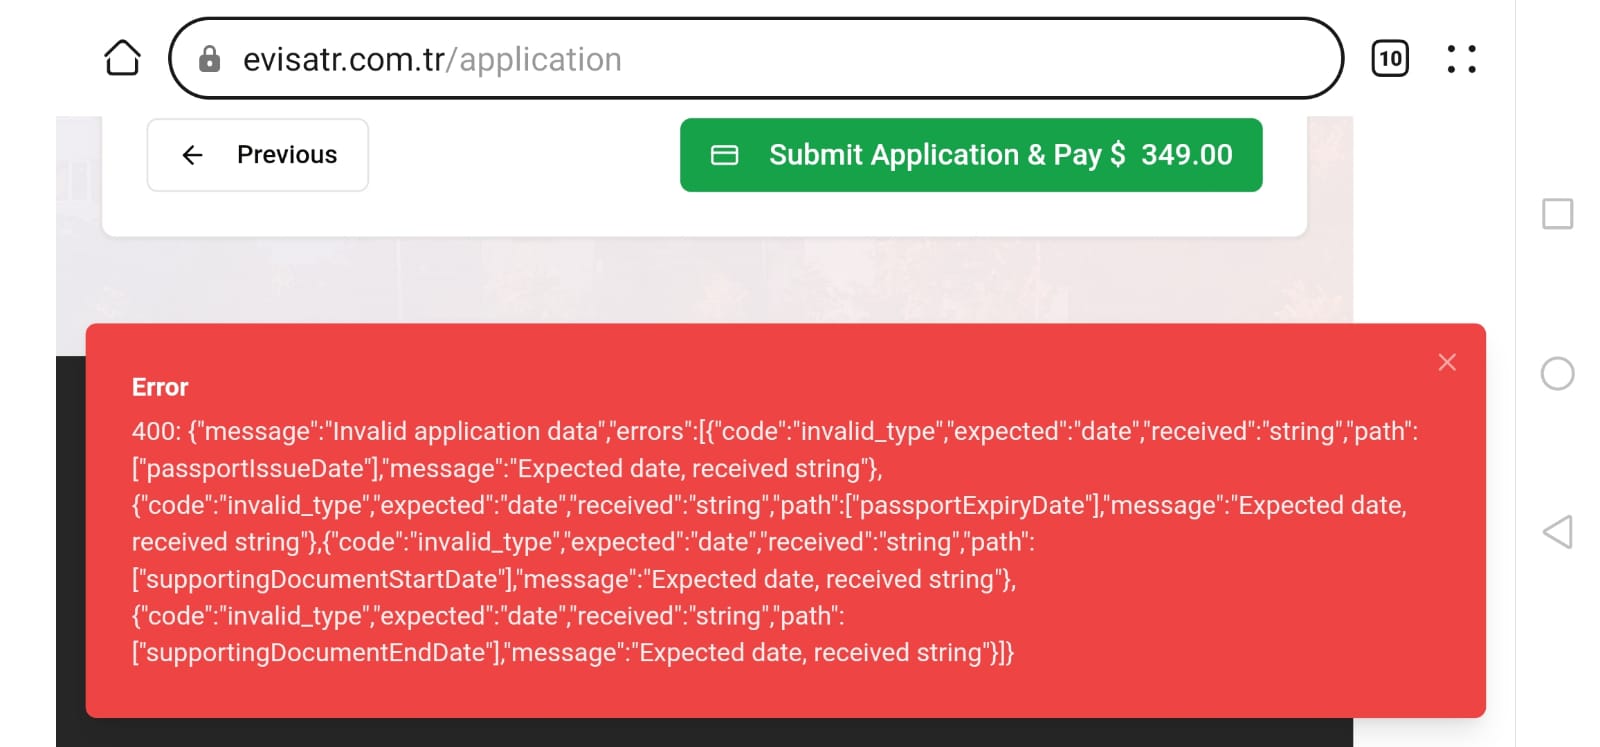 evisatr.com.tr/application
10
Previous
Submit Application & Pay $ 349.00
Error
400: {"message":"Invalid application data","errors":[{"code":"invalid_type","expected":"date","received":"string","path":
["passportIssueDate"],"message":"Expected date, received string"},
{"code":"invalid_type","expected":"date","received":"string","path":["passportExpiryDate"],"message":"Expected date,
received string"},{"code":"invalid_type","expected":"date","received":"string","path":
["supportingDocumentStartDate"],"message":"Expected date, received string"},
{"code":"invalid_type","expected":"date","received":"string","path":
["supportingDocumentEndDate"],"message":"Expected date, received string"}]}